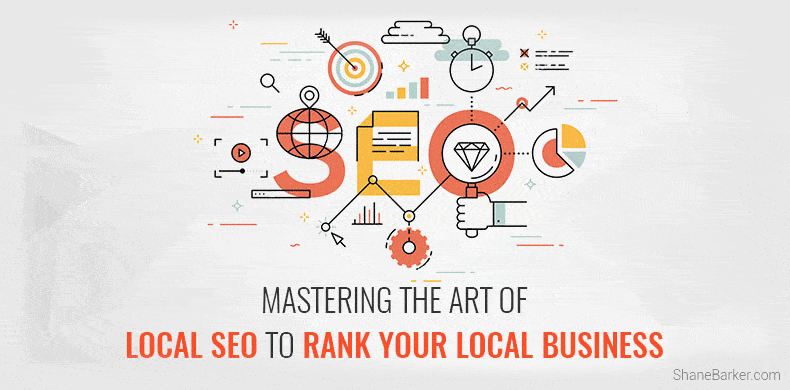 SEO
MASTERING THE ART OF
LOCAL SEO TO RANK YOUR LOCAL BUSINESS
ShaneBarker.com